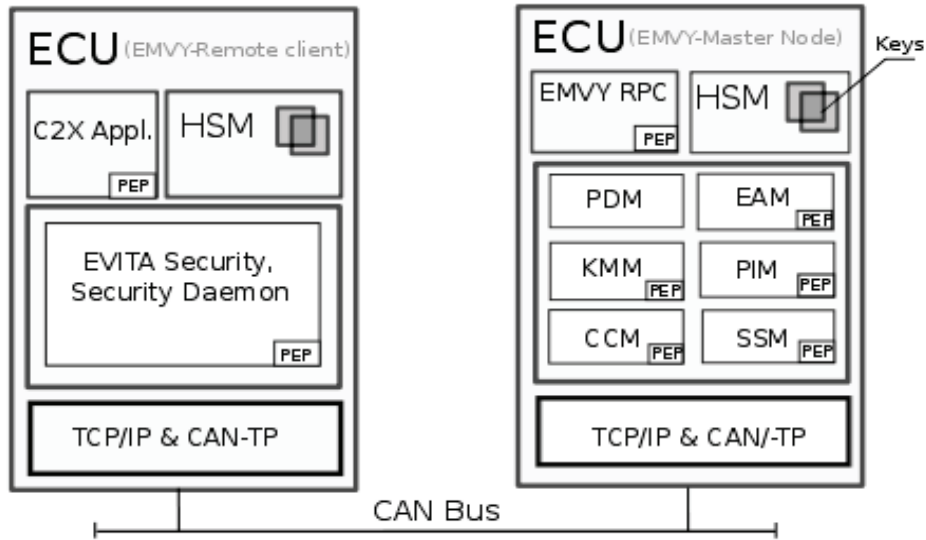 ECU (EMVY-Remote client)
C2X Appl.
PEP
HSM
EVITA Security,
Security Daemon
PEP
TCP/IP & CAN-TP
ECU (EMVY-Master Node)
Keys
EMVY RPC
PEP
HSM
PDM
EAM
PEP
KMM
PEP
PIM
PEP
CCM
PEP
SSM
PEP
TCP/IP & CAN/-TP
CAN Bus